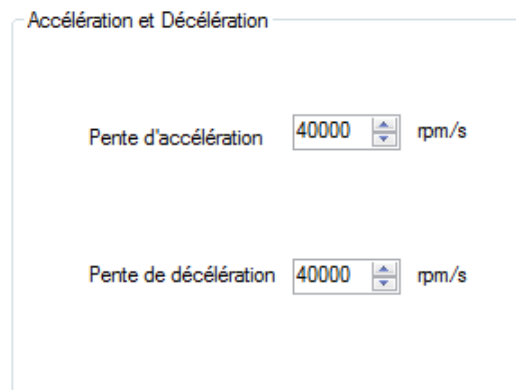 Accélération et Décélération
Pente d'accélération 40000 rpm/s
Pente de décélération 40000 rpm/s